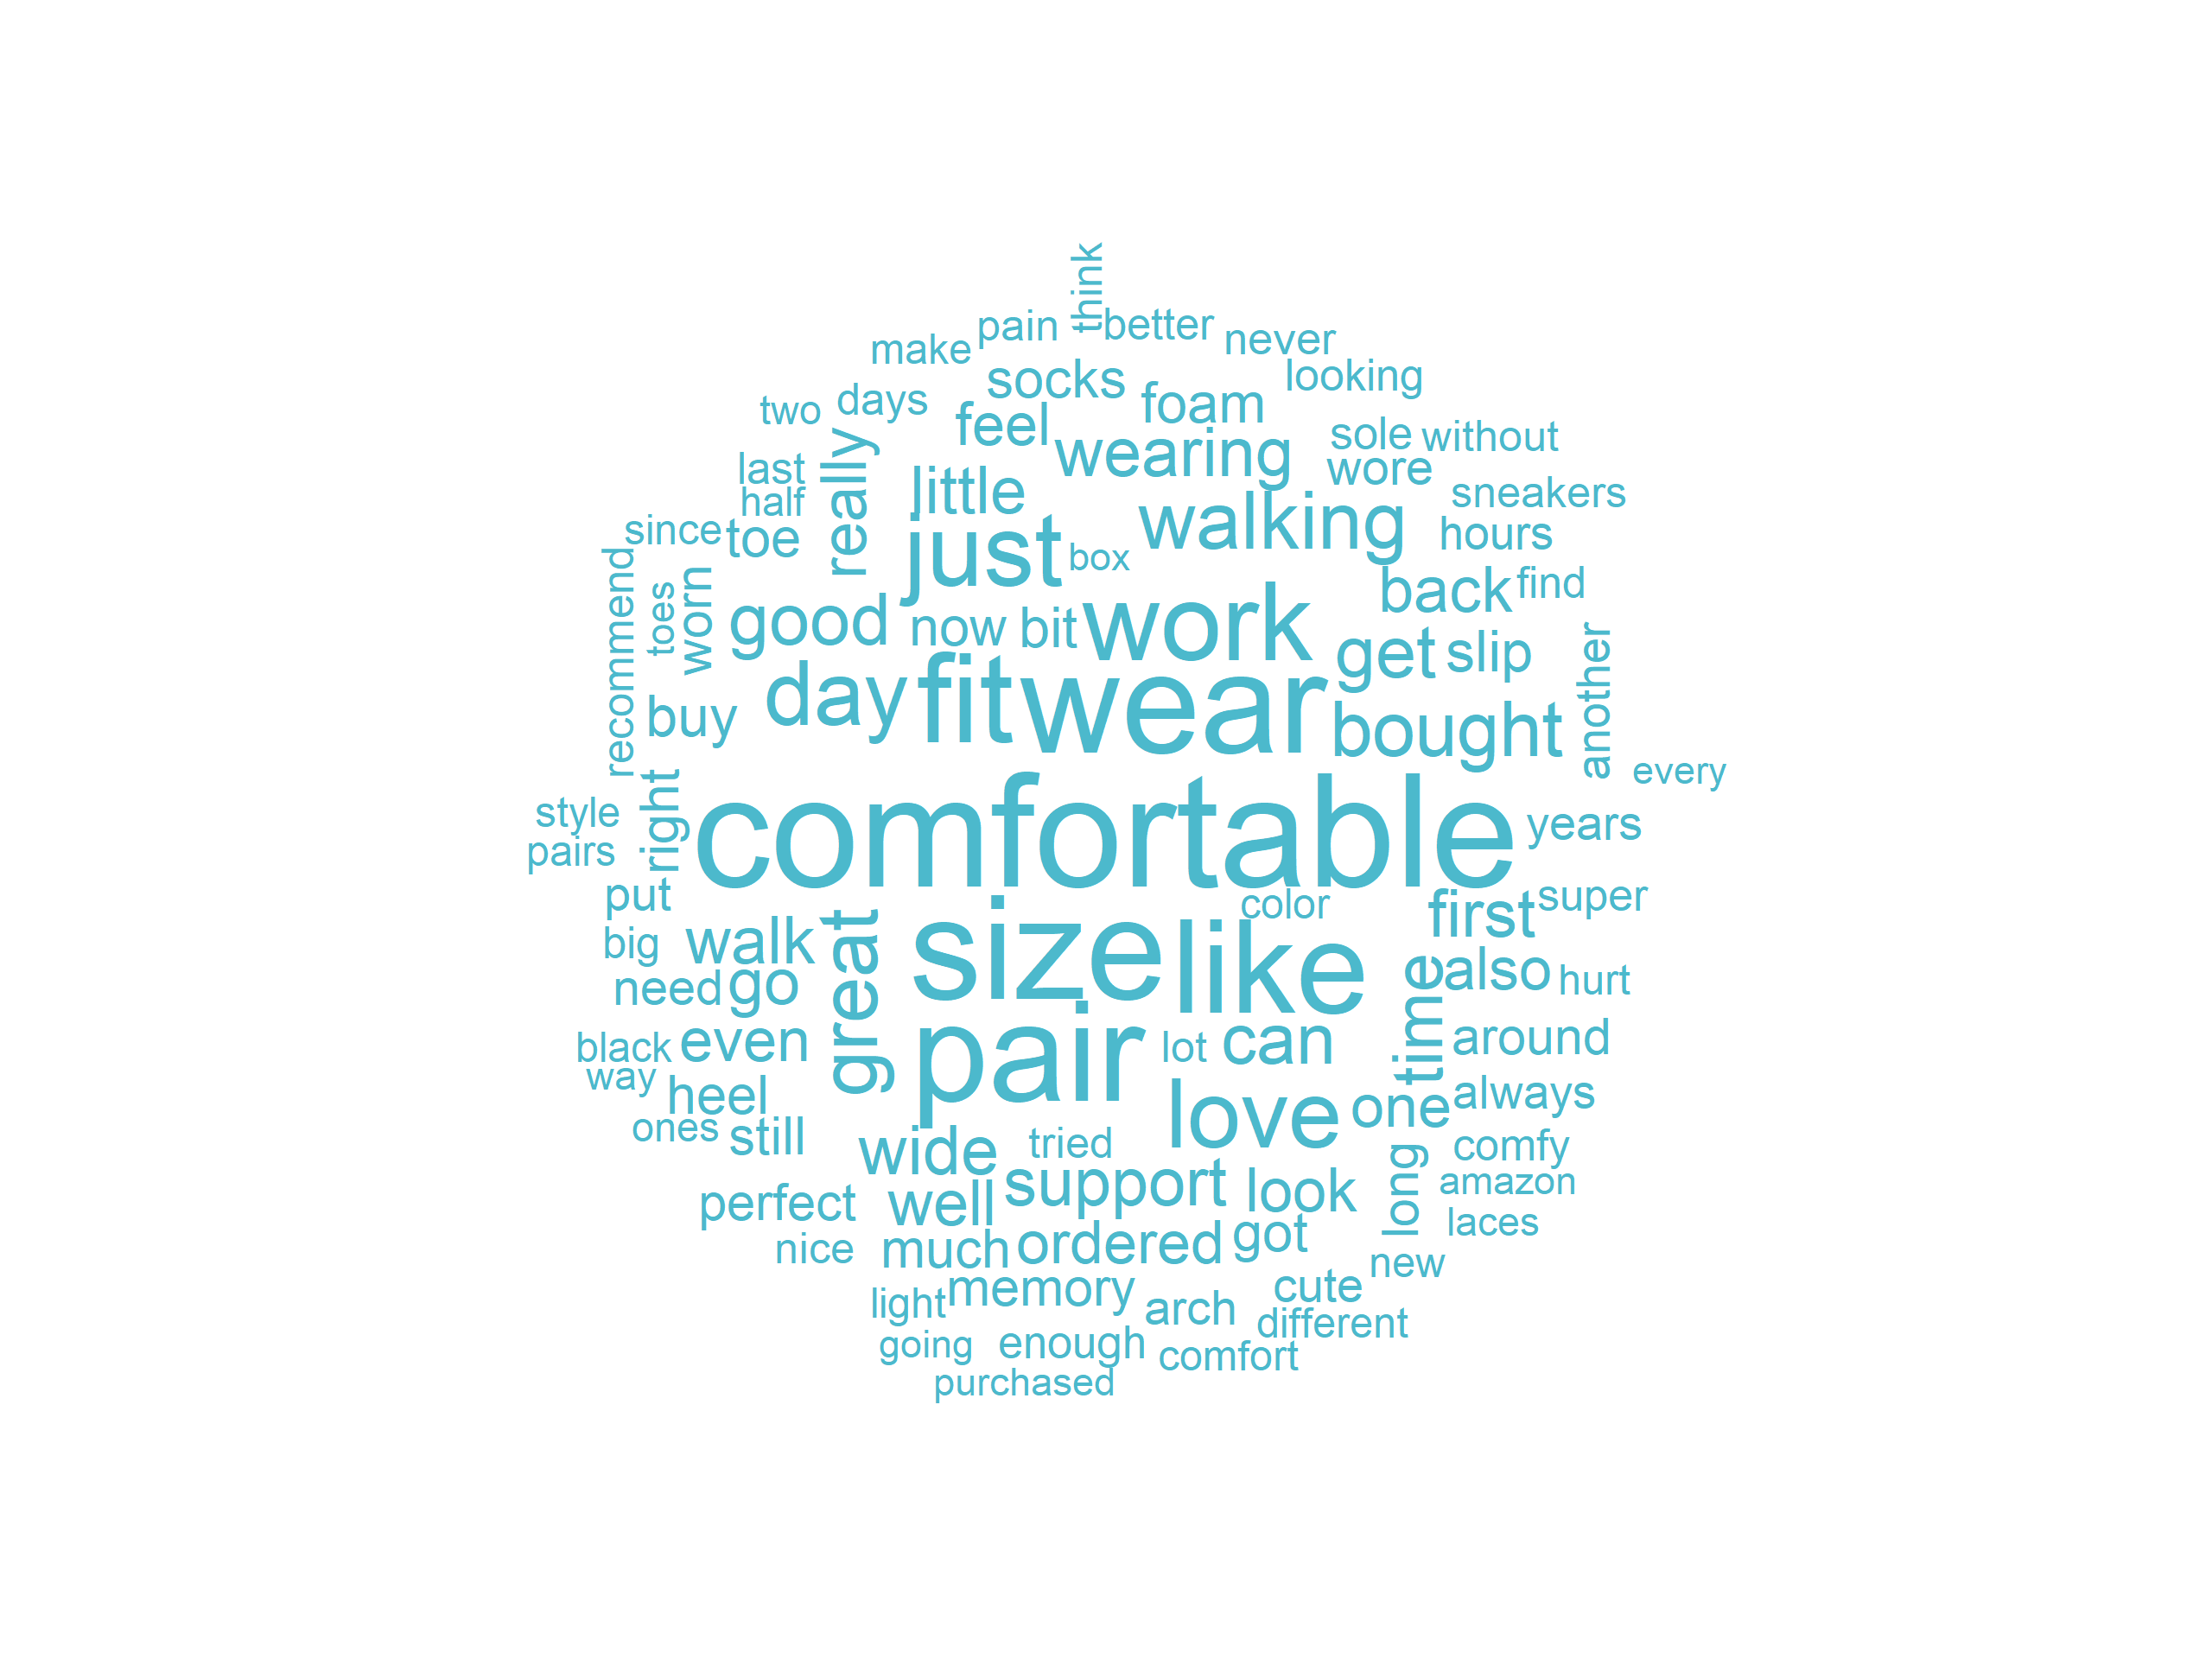 think
pain
better
never
make
looking
socks
days
two
foam
feel
sole
without
wearing
really
wore
last
little
sneakers
half
walking
since
toe
hours
just
box
recommend
back
find
toes
worn
good
now
bit
work
get
slip
another
day
fit
wear
buy
bought
every
right
style
comfortable
years
pairs
put
color
first
super
big
walk
great
size
like
also
hurt
need
go
time
black
even
pair
lot
can
around
way
heel
love
one
always
ones
still
wide
tried
long
comfy
perfect
well
support
look
amazon
nice
much
ordered
got
laces
new
light
memory
arch
cute
different
going
enough
comfort
purchased